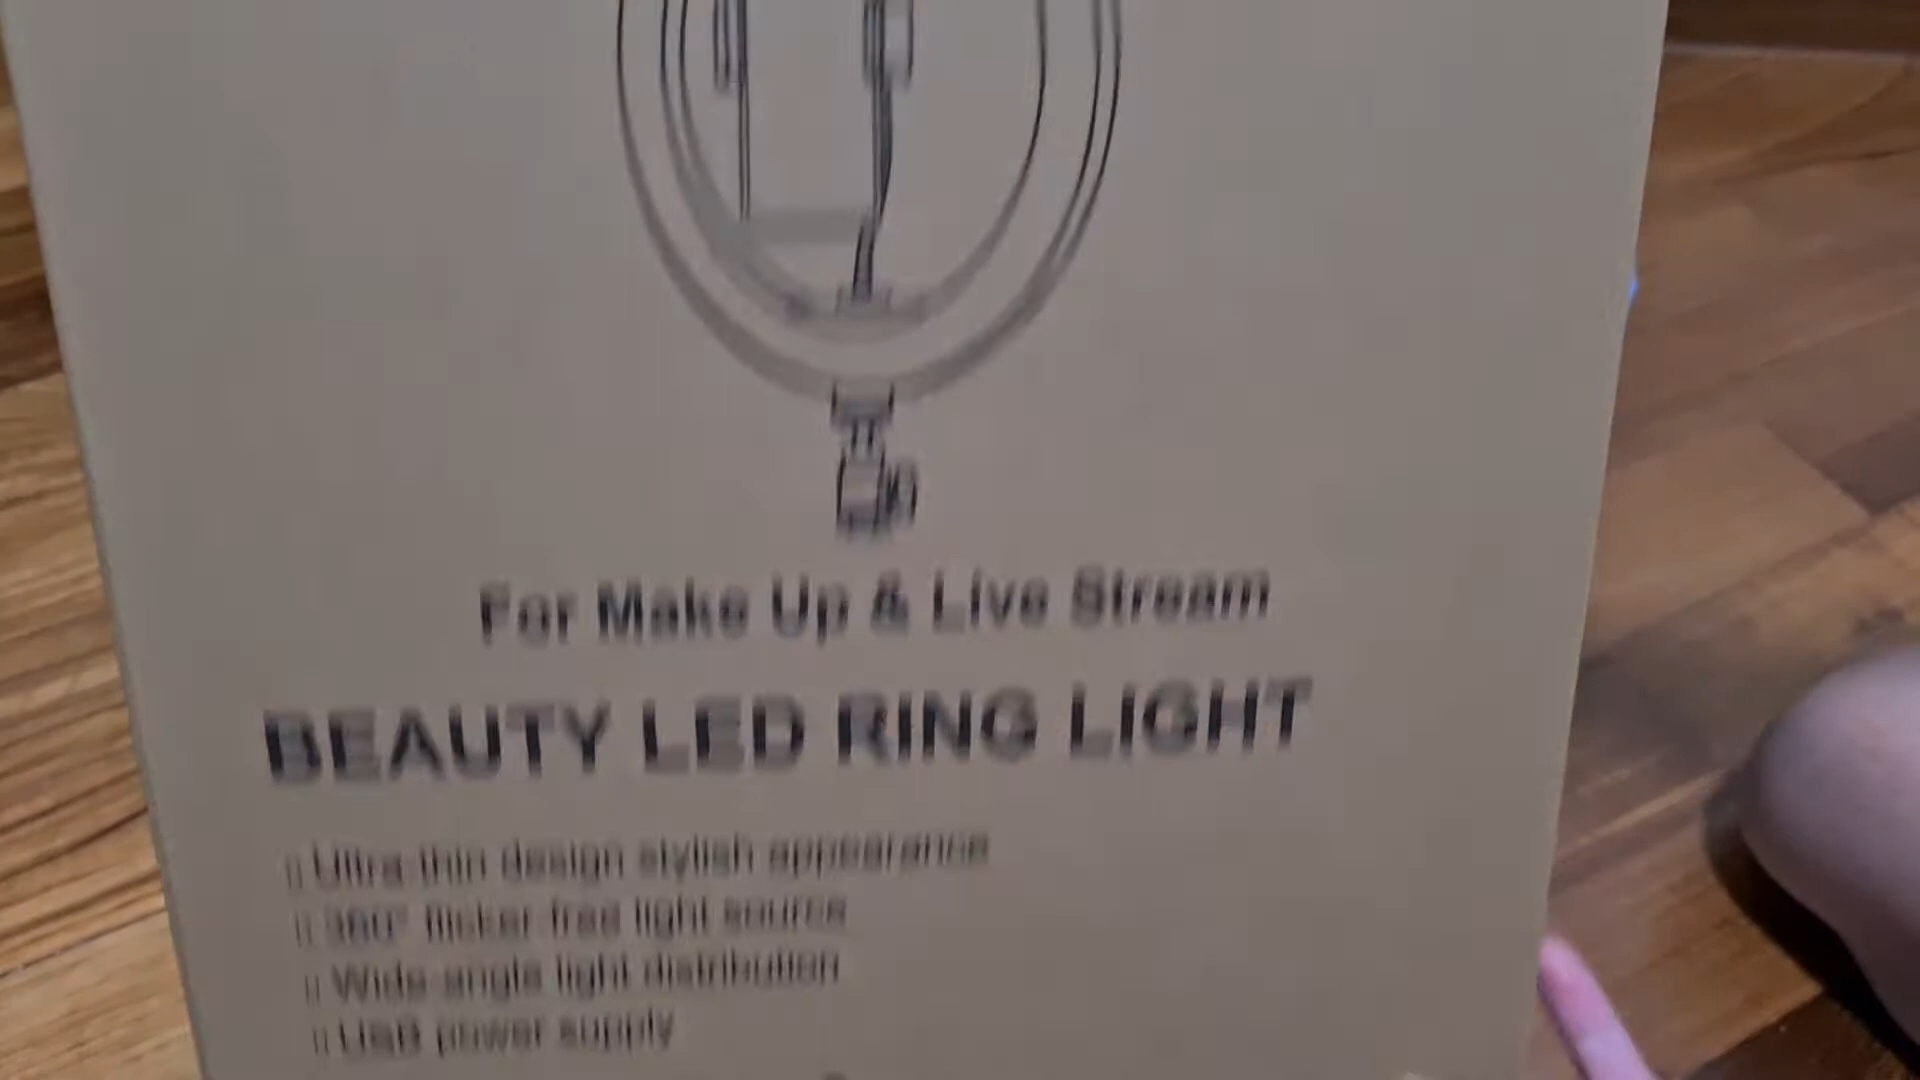 For Make Up & Live Stream
BEAUTY LED RING LIGHT
Ultra-thin design stylish appearance
360° flicker-free light source
Wide-angle light distribution
USB power supply